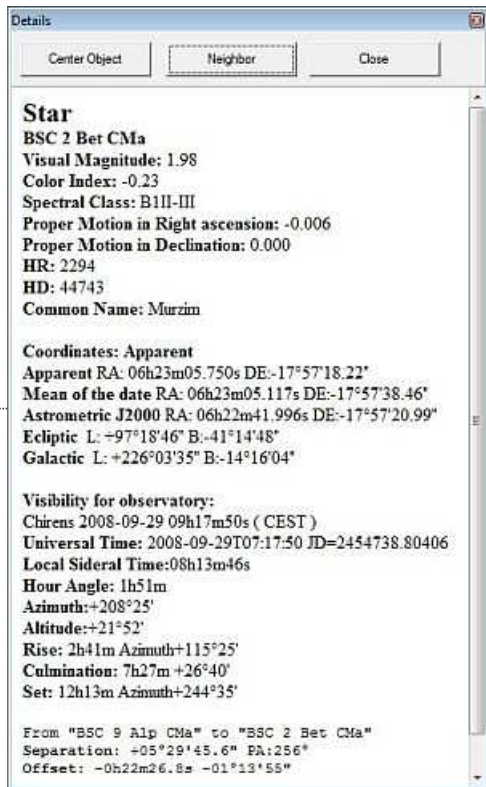 Details
Center Object Neighbor Close
Star
BSC 2 Bet CMa
Visual Magnitude: 1.98
Color Index: -0.23
Spectral Class: B1II-III
Proper Motion in Right ascension: -0.006
Proper Motion in Declination: 0.000
HR: 2294
HD: 44743
Common Name: Murzim
Coordinates: Apparent
Apparent RA: 06h23m05.750s DE:-17°57'18.22"
Mean of the date RA: 06h23m05.117s DE:-17°57'38.46"
Astrometric J2000 RA: 06h22m41.996s DE:-17°57'20.99"
Ecliptic L: +97°18'46" B:-41°14'48"
Galactic L: +226°03'35" B:-14°16'04"
Visibility for observatory:
Chirens 2008-09-29 09h17m50s ( CEST )
Universal Time: 2008-09-29T07:17:50 JD=2454738.80406
Local Sideral Time:08h13m46s
Hour Angle: 1h51m
Azimuth:+208°25'
Altitude:+21°52'
Rise: 2h41m Azimuth+115°25'
Culmination: 7h27m +26°40'
Set: 12h13m Azimuth+244°35'
From "BSC 9 Alp CMa" to "BSC 2 Bet CMa"
Separation: +05°29'45.6" PA:256°
Offset: -0h22m26.8s -01°13'55"